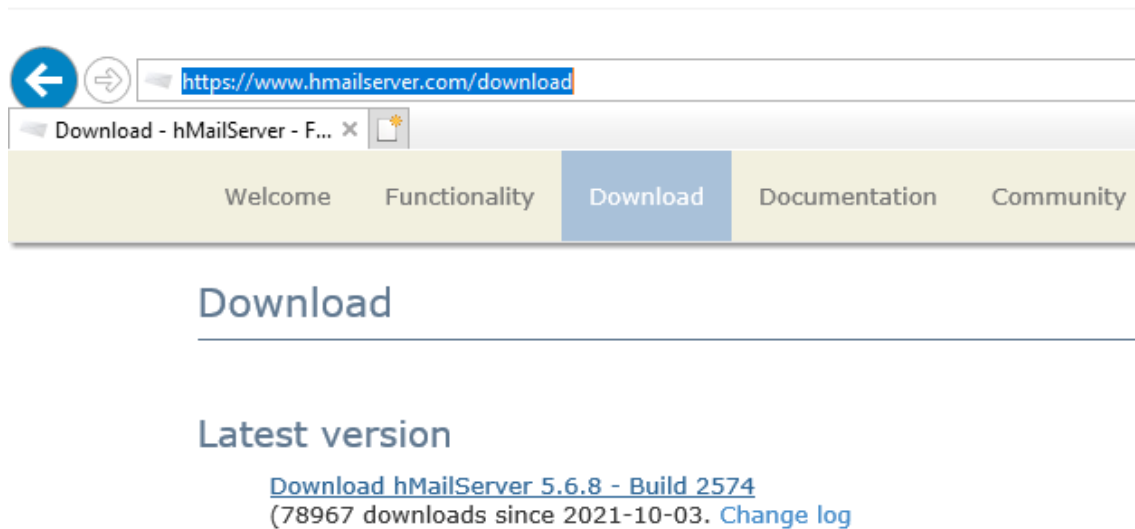 https://www.hmailserver.com/download
Download - hMailServer - F...
Welcome Functionality Download Documentation Community
Download
Latest version
Download hMailServer 5.6.8 - Build 2574
(78967 downloads since 2021-10-03. Change log